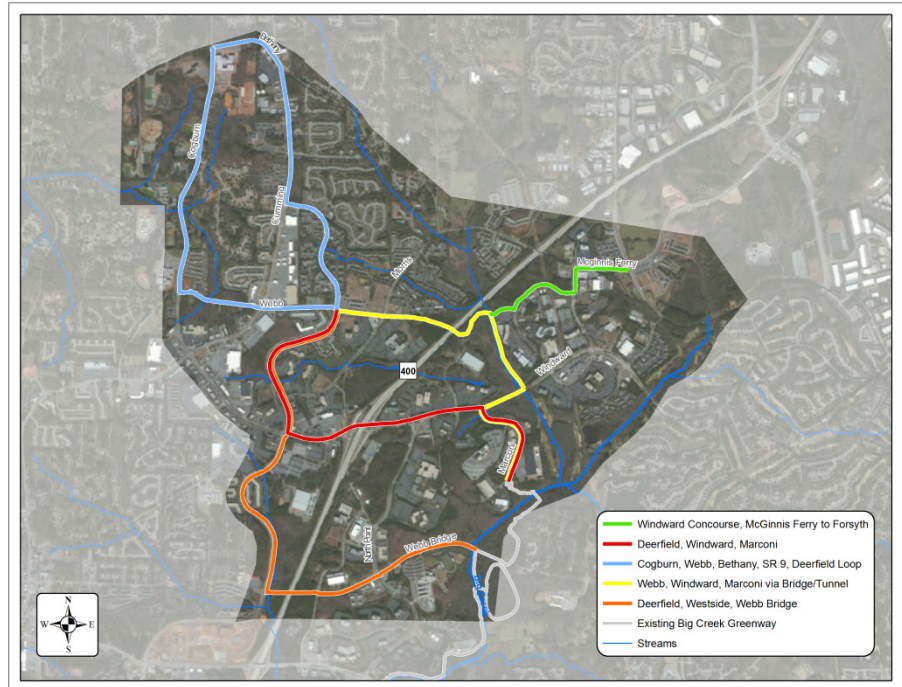 Bethany
Cogburn
Cumming
Mcginnis Ferry
Morris
Webb
Windward
400
Marconi
North Point
Webb Bridge
N
W E
S
Windward Concourse, McGinnis Ferry to Forsyth
Deerfield, Windward, Marconi
Cogburn, Webb, Bethany, SR 9, Deerfield Loop
Webb, Windward, Marconi via Bridge/Tunnel
Deerfield, Westside, Webb Bridge
Existing Big Creek Greenway
Streams